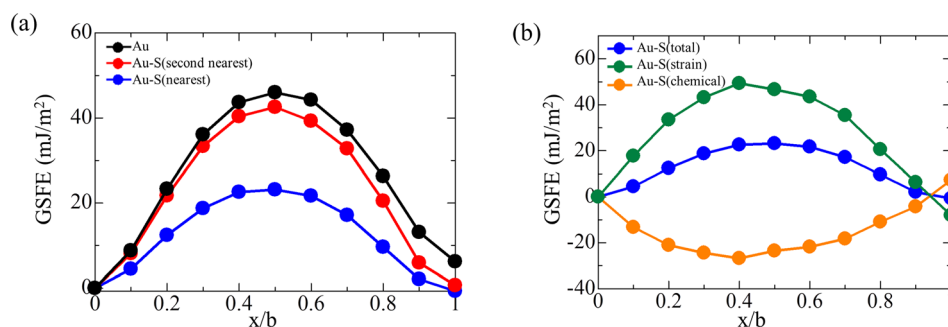 (a)
60
Au
Au-S(second nearest)
Au-S(nearest)
40
20
0
GSFE (mJ/m²)
0 0.2 0.4 0.6 0.8 1
x/b
(b)
60
Au-S(total)
Au-S(strain)
Au-S(chemical)
40
20
0
-20
-40
GSFE (mJ/m²)
0 0.2 0.4 0.6 0.8
x/b